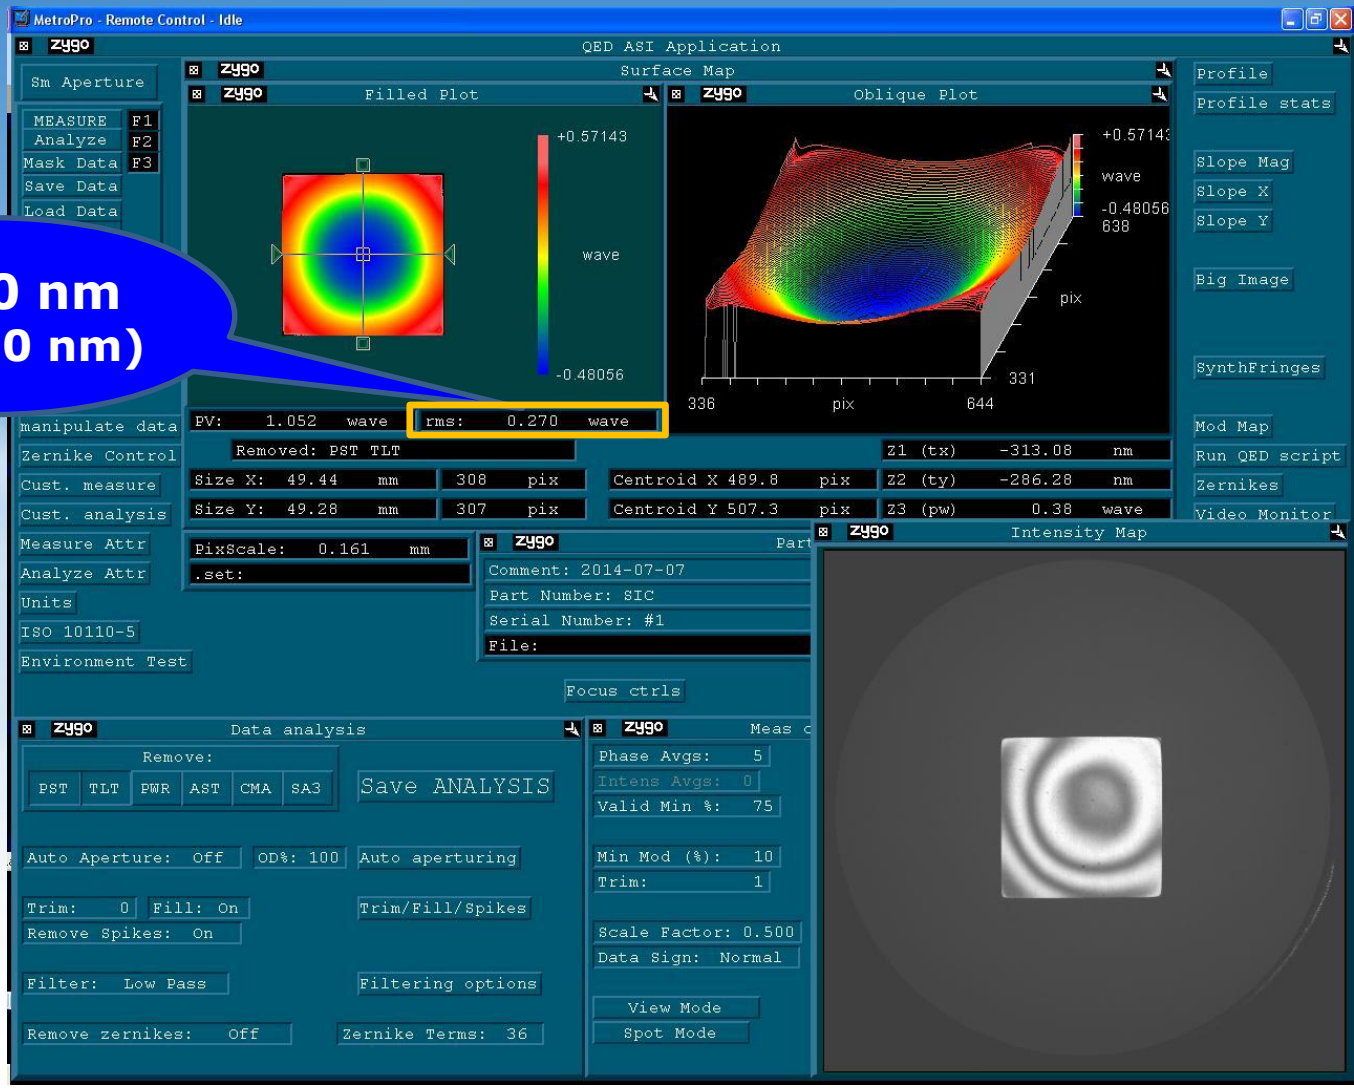 MetroPro - Remote Control - Idle
zygo QED ASI Application
Sm Aperture
MEASURE F1
Analyze F2
Mask Data F3
Save Data
Load Data
0 nm
0 nm)
manipulate data
Zernike Control
Cust. measure
Cust. analysis
Measure Attr
Analyze Attr
Units
ISO 10110-5
Environment Test
zygo Surface Map
zygo Filled Plot
+0.57143
wave
-0.48056
zygo Oblique Plot
+0.57143
wave
-0.48056
638
pix
331
336 pix 644
PV: 1.052 wave rms: 0.270 wave
Removed: PST TLT
Size X: 49.44 mm 308 pix
Size Y: 49.28 mm 307 pix
Centroid X 489.8 pix
Centroid Y 507.3 pix
Z1 (tx) -313.08 nm
Z2 (ty) -286.28 nm
Z3 (pw) 0.38 wave
PixScale: 0.161 mm
.set:
zygo Part
Comment: 2014-07-07
Part Number: SIC
Serial Number: #1
File:
Focus ctrls
Profile
Profile stats
Slope Mag
Slope X
Slope Y
Big Image
SynthFringes
Mod Map
Run QED script
Zernikes
Video Monitor
zygo Intensity Map
zygo Data analysis
Remove:
PST TLT PWR AST CMA SA3
Save ANALYSIS
Auto Aperture: Off OD%: 100 Auto aperturing
Trim: 0 Fill: On Trim/Fill/Spikes
Remove Spikes: On
Filter: Low Pass Filtering options
Remove zernikes: Off Zernike Terms: 36
zygo Meas
Phase Avgs: 5
Intens Avgs: 0
Valid Min %: 75
Min Mod (%): 10
Trim: 1
Scale Factor: 0.500
Data Sign: Normal
View Mode
Spot Mode